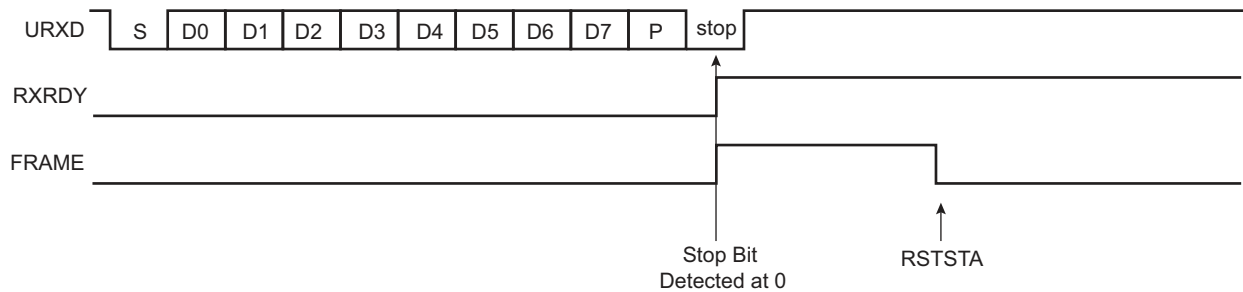 URXD S D0 D1 D2 D3 D4 D5 D6 D7 P stop
RXRDY
FRAME
Stop Bit
Detected at 0
RSTSTA